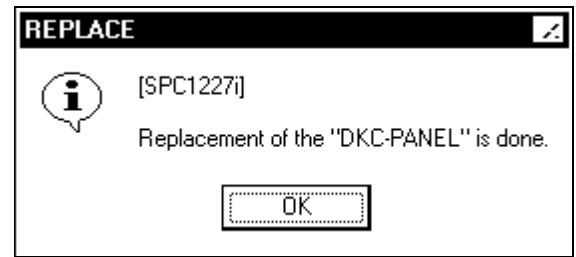 REPLACE
[SPC1227i]
Replacement of the "DKC-PANEL" is done.
OK